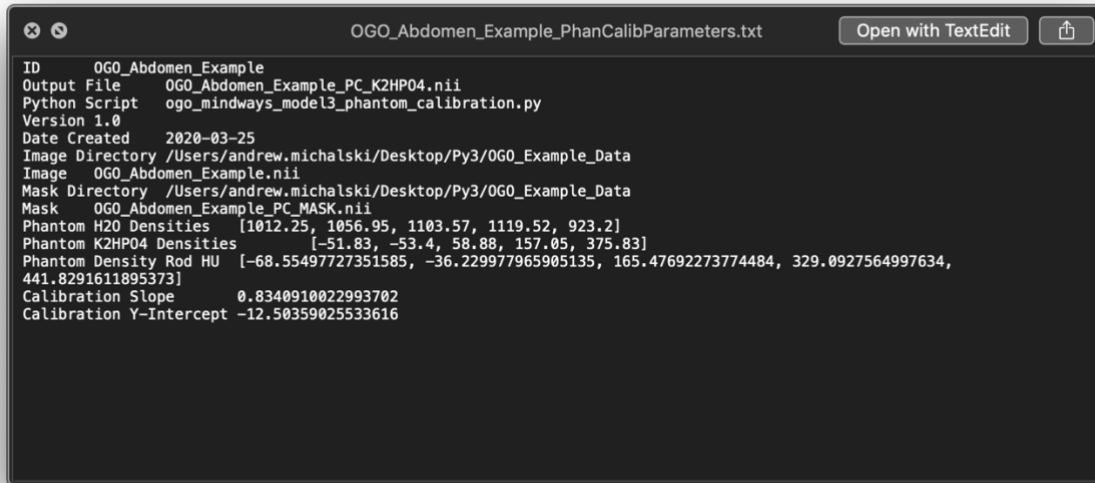 OGO_Abdomen_Example_PhanCalibParameters.txt
Open with TextEdit
ID OGO_Abdomen_Example
Output File OGO_Abdomen_Example_PC_K2HPO4.nii
Python Script ogo_mindways_model3_phantom_calibration.py
Version 1.0
Date Created 2020-03-25
Image Directory /Users/andrew.michalski/Desktop/Py3/OGO_Example_Data
Image OGO_Abdomen_Example.nii
Mask Directory /Users/andrew.michalski/Desktop/Py3/OGO_Example_Data
Mask OGO_Abdomen_Example_PC_MASK.nii
Phantom H2O Densities [1012.25, 1056.95, 1103.57, 1119.52, 923.2]
Phantom K2HPO4 Densities [-51.83, -53.4, 58.88, 157.05, 375.83]
Phantom Density Rod HU [-68.55497727351585, -36.229977965905135, 165.47692273774484, 329.0927564997634,
441.8291611895373]
Calibration Slope 0.8340910022993702
Calibration Y-Intercept -12.50359025533616